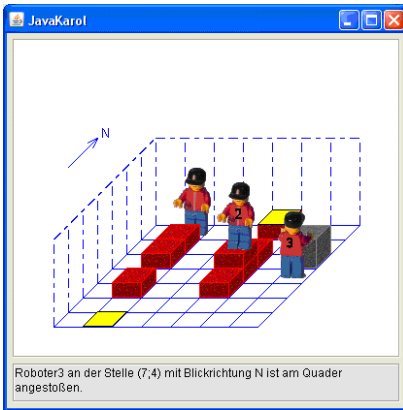 JavaKarol
N
2
3
Roboter3 an der Stelle (7;4) mit Blickrichtung N ist am Quader
angestoßen.